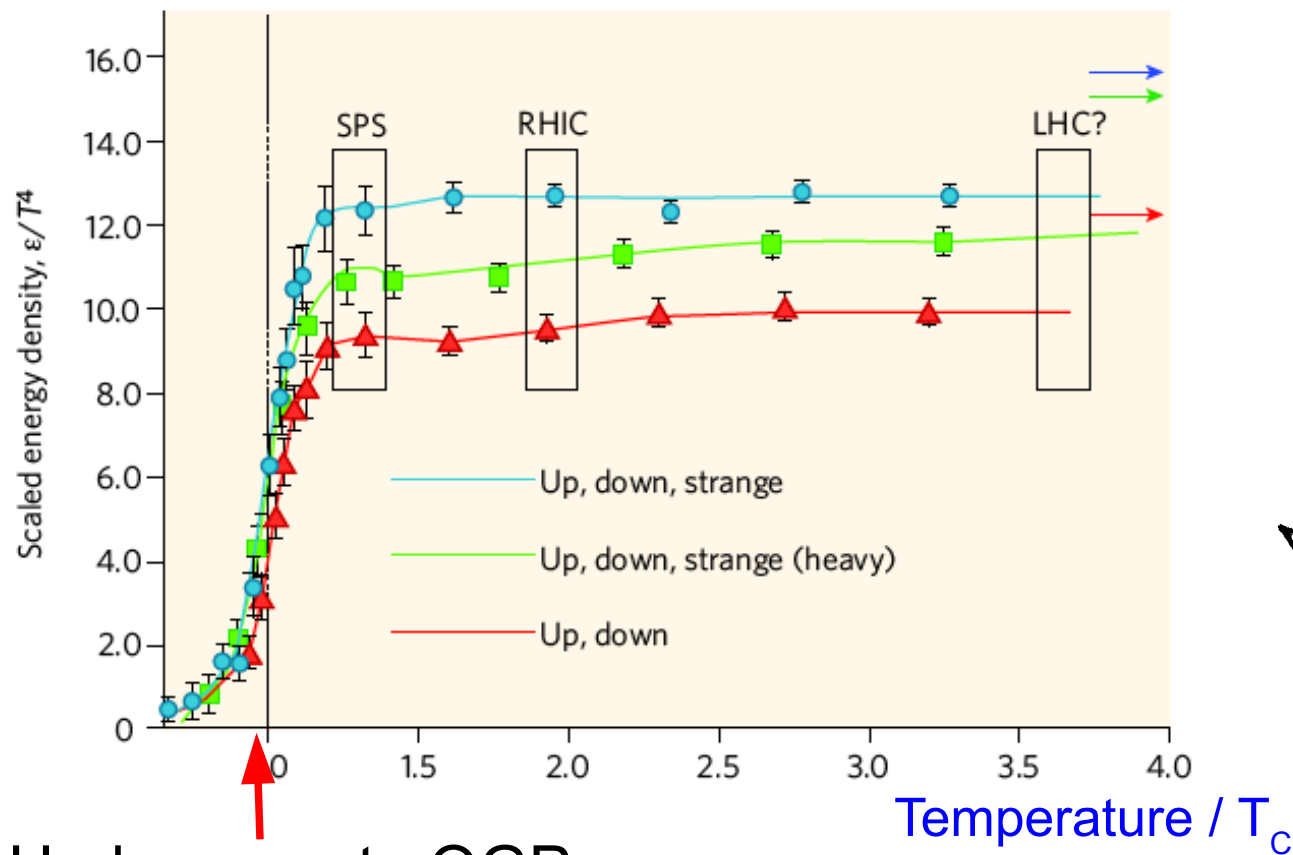 16.0
14.0
12.0
10.0
8.0
6.0
4.0
2.0
0
Scaled energy density, ε/T⁴
SPS
RHIC
LHC?
Up, down, strange
Up, down, strange (heavy)
Up, down
0 1.5 2.0 2.5 3.0 3.5 4.0
Temperature / T_C